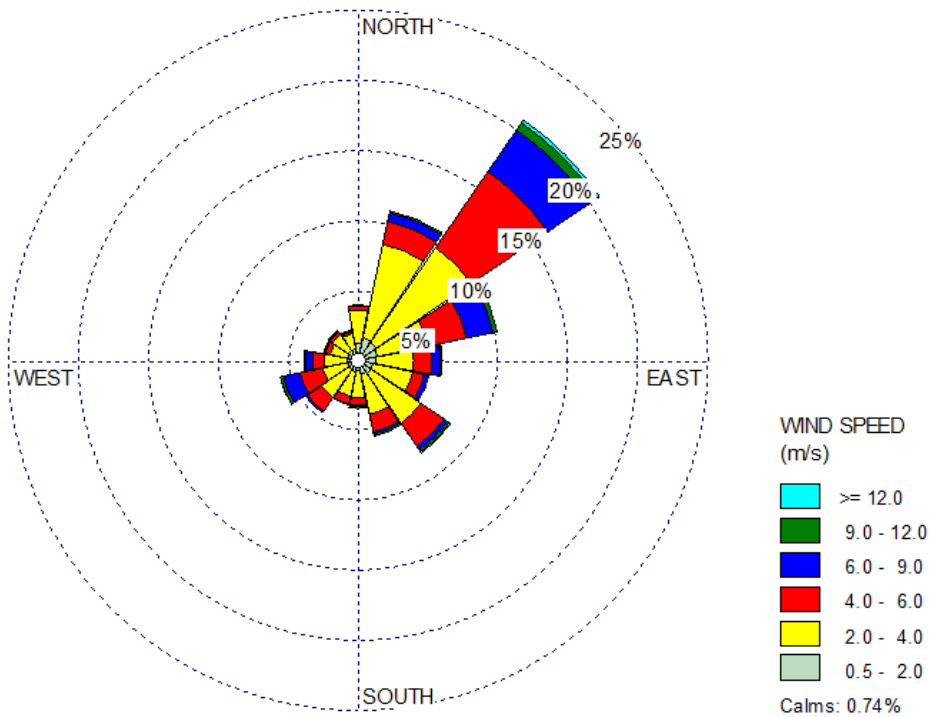 NORTH
25%
20%
15%
10%
5%
WEST
EAST
SOUTH
WIND SPEED
(m/s)
>= 12.0
9.0 - 12.0
6.0 - 9.0
4.0 - 6.0
2.0 - 4.0
0.5 - 2.0
Calms: 0.74%